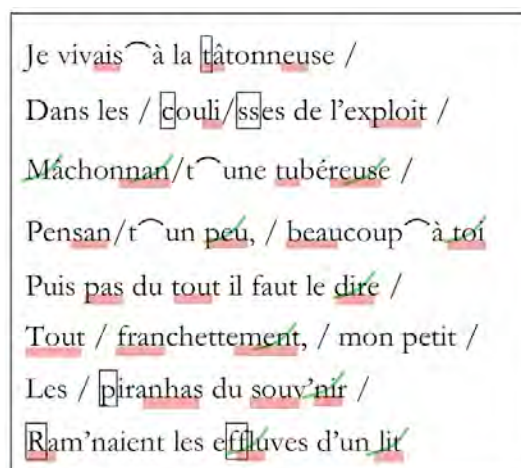 Je vivais⁀à la tâtonneuse /
Dans les / couli/sses de l'exploit /
Mâchonnan/t⁀une tubéreuse /
Pensan/t⁀un peu, / beaucoup⁀à toi
Puis pas du tout il faut le dire /
Tout / franchettement, / mon petit /
Les / piranhas du souv'nir /
Ram'naient les effluves d'un lit